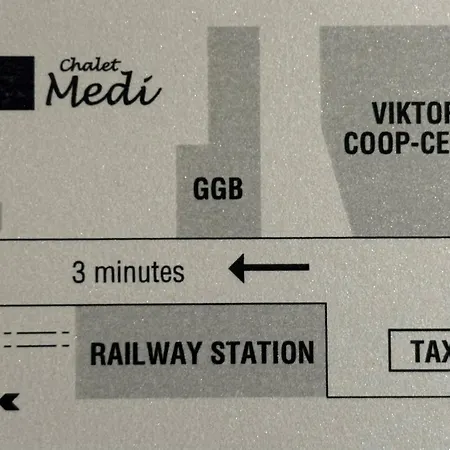 Chalet
Medi
GGB
VIKTOR
COOP-CE
3 minutes
RAILWAY STATION
TAX